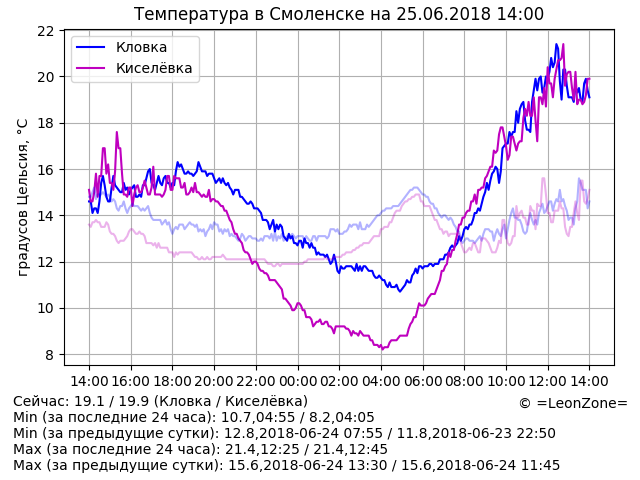 Температура в Смоленске на 25.06.2018 14:00
Кловка
Киселёвка
градусов Цельсия, °C
22
20
18
16
14
12
10
8
14:00 16:00 18:00 20:00 22:00 00:00 02:00 04:00 06:00 08:00 10:00 12:00 14:00
© =LeonZone=
Сейчас: 19.1 / 19.9 (Кловка / Киселёвка)
Min (за последние 24 часа): 10.7,04:55 / 8.2,04:05
Min (за предыдущие сутки): 12.8,2018-06-24 07:55 / 11.8,2018-06-23 22:50
Max (за последние 24 часа): 21.4,12:25 / 21.4,12:45
Max (за предыдущие сутки): 15.6,2018-06-24 13:30 / 15.6,2018-06-24 11:45